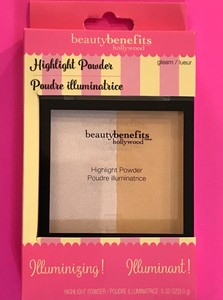 beautybenefits
hollywood
Highlight Powder
gleam / lueur
Poudre illuminatrice
beautybenefits
hollywood
Highlight Powder
Poudre illuminatrice
Illuminizing!
Illuminant!
HIGHLIGHT POWDER • POUDRE ILLUMINATRICE